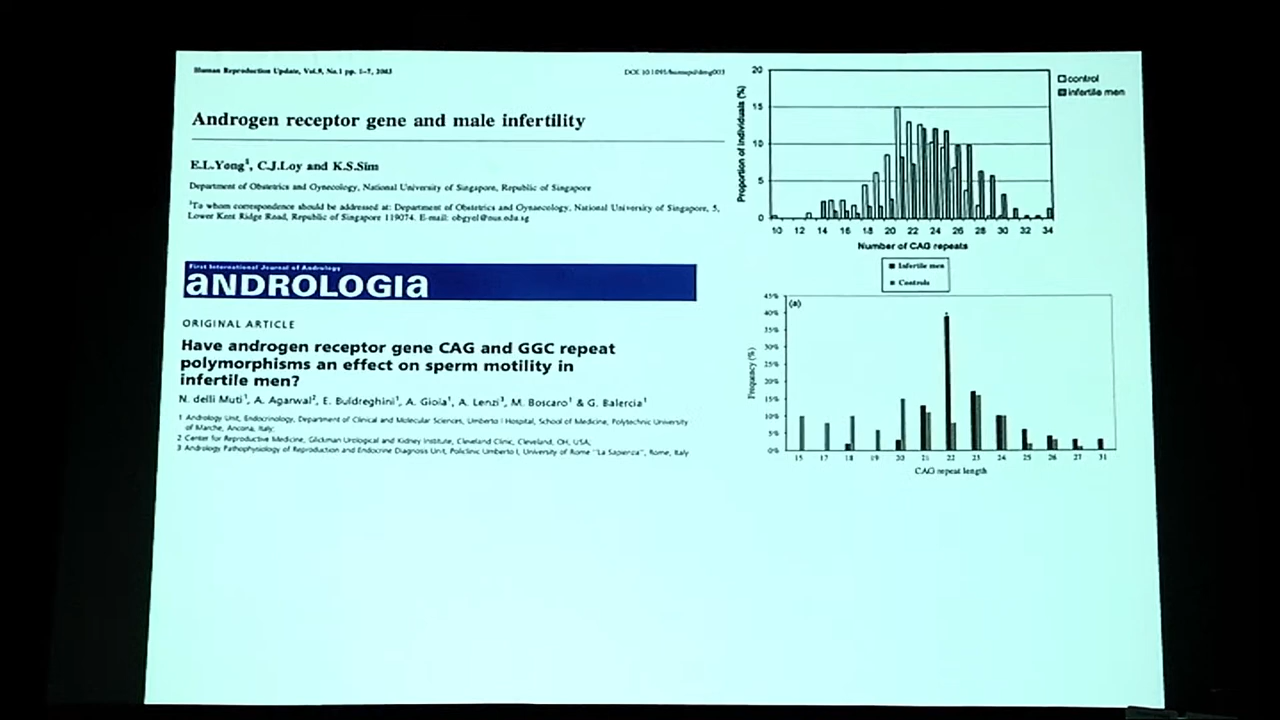 Human Reproduction Update, Vol.9, No.1 pp. 1–7, 2003
Androgen receptor gene and male infertility
E.L.Yong1, C.J.Loy and K.S.Sim
Department of Obstetrics and Gynecology, National University of Singapore, Republic of Singapore
1To whom correspondence should be addressed at: Department of Obstetrics and Gynaecology, National University of Singapore, 5,
Lower Kent Ridge Road, Republic of Singapore 119074. E-mail: obgyel@nus.edu.sg
First International Journal of Andrology
aNDROLOGIa
ORIGINAL ARTICLE
Have androgen receptor gene CAG and GGC repeat
polymorphisms an effect on sperm motility in
infertile men?
N. delli Muti1, A. Agarwal2, E. Buldreghini1, A. Gioia1, A. Lenzi3, M. Boscaro1 & G. Balercia1
1 Andrology Unit, Endocrinology, Department of Clinical and Molecular Sciences, Umberto I Hospital, School of Medicine, Polytechnic University
of Marche, Ancona, Italy;
2 Center for Reproductive Medicine, Glickman Urological and Kidney Institute, Cleveland Clinic, Cleveland, OH, USA;
3 Andrology Pathophysiology of Reproduction and Endocrine Diagnosis Unit, Policlinic Umberto I, University of Rome "La Sapienza", Rome, Italy
control
infertile men
Proportion of individuals (%)
20
15
10
5
0
10 12 14 16 18 20 22 24 26 28 30 32 34
Number of CAG repeats
Infertile men
Controls
(a)
Frequency (%)
45%
40%
35%
30%
25%
20%
15%
10%
5%
0%
15 17 18 19 20 21 22 23 24 25 26 27 31
CAG repeat length